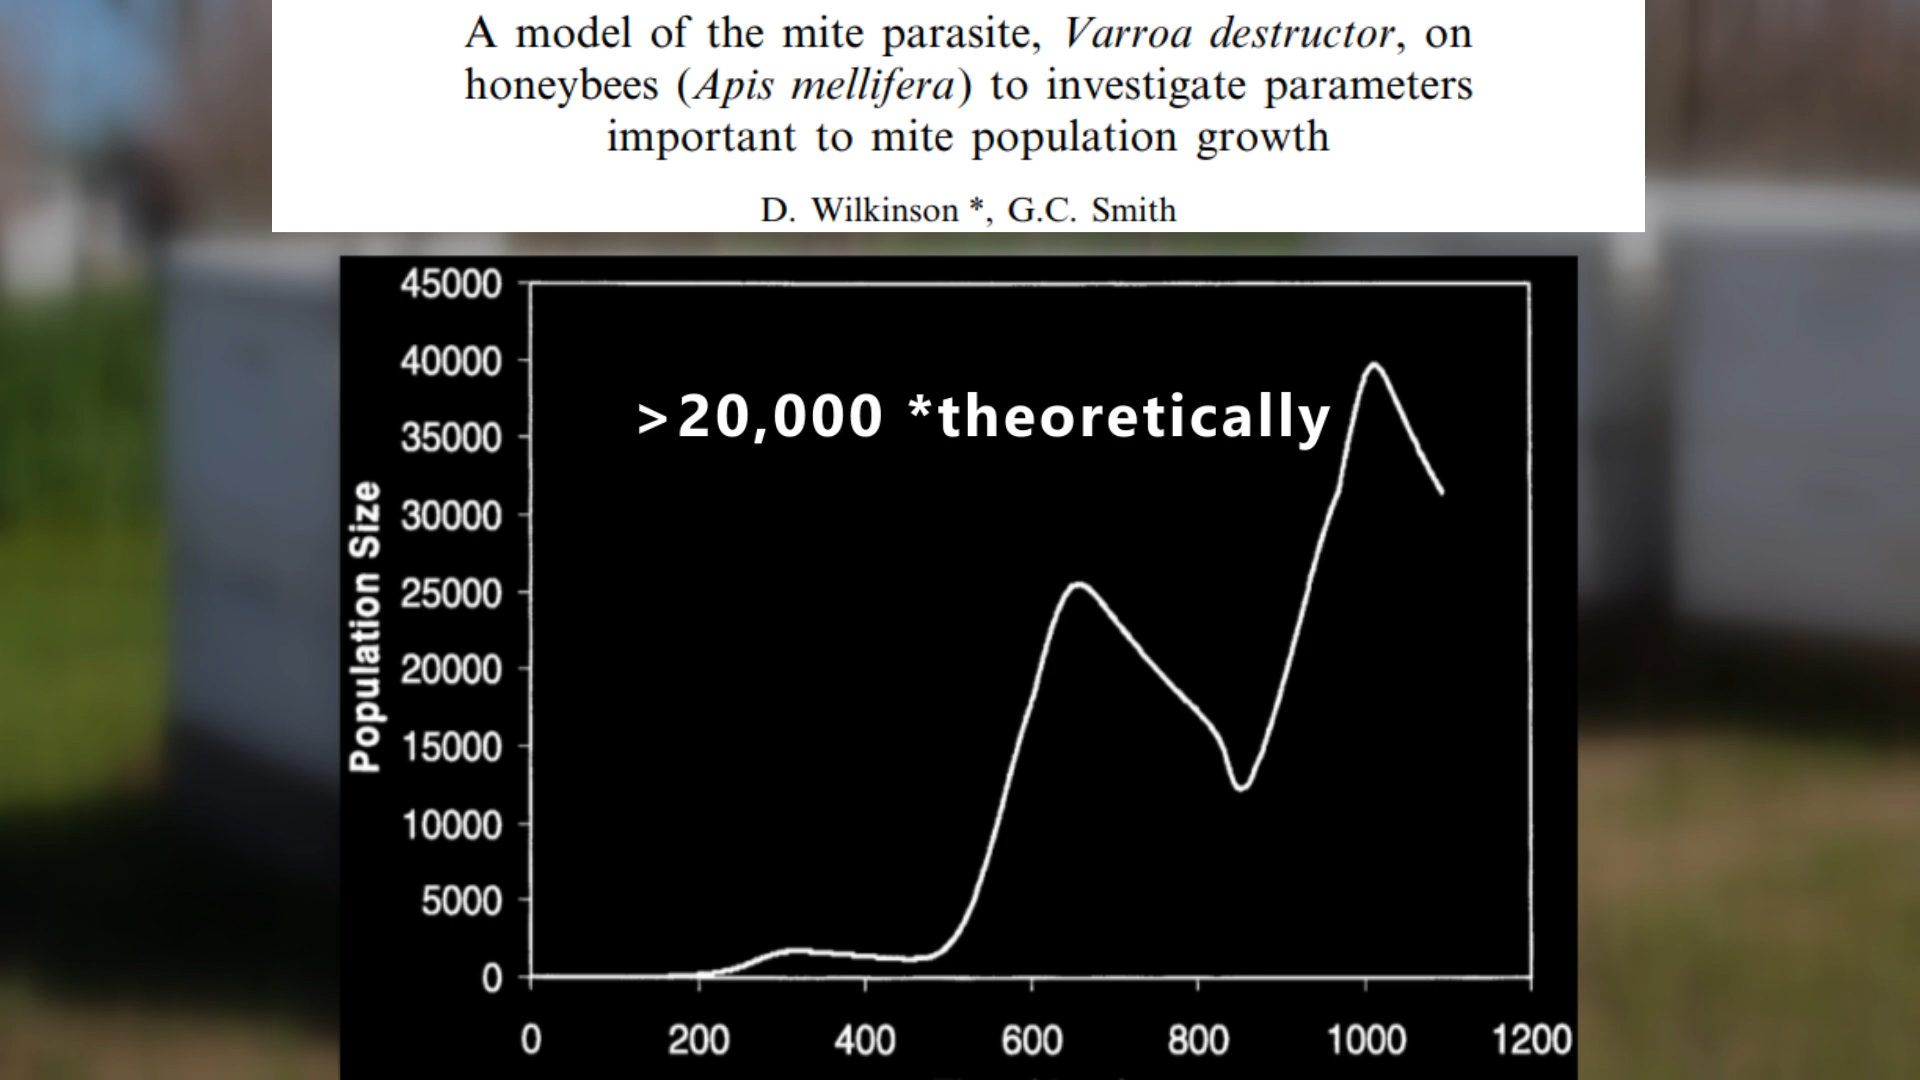 A model of the mite parasite, Varroa destructor, on
honeybees (Apis mellifera) to investigate parameters
important to mite population growth
D. Wilkinson *, G.C. Smith
45000
40000
>20,000 *theoretically
35000
30000
25000
20000
15000
10000
5000
0
Population Size
0 200 400 600 800 1000 1200